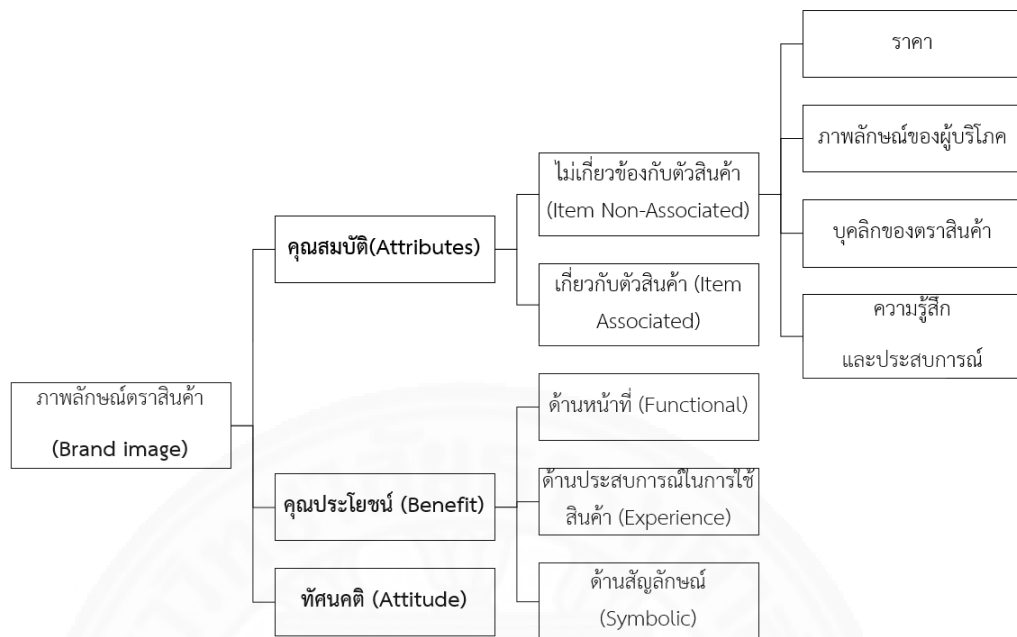 ราคา
ภาพลักษณ์ของผู้บริโภค
ไม่เกี่ยวข้องกับตัวสินค้า
(Item Non-Associated)
บุคลิกของตราสินค้า
คุณสมบัติ(Attributes)
เกี่ยวกับตัวสินค้า (Item
Associated)
ความรู้สึก
และประสบการณ์
ภาพลักษณ์ตราสินค้า
(Brand image)
ด้านหน้าที่ (Functional)
คุณประโยชน์ (Benefit)
ด้านประสบการณ์ในการใช้
สินค้า (Experience)
ทัศนคติ (Attitude)
ด้านสัญลักษณ์
(Symbolic)